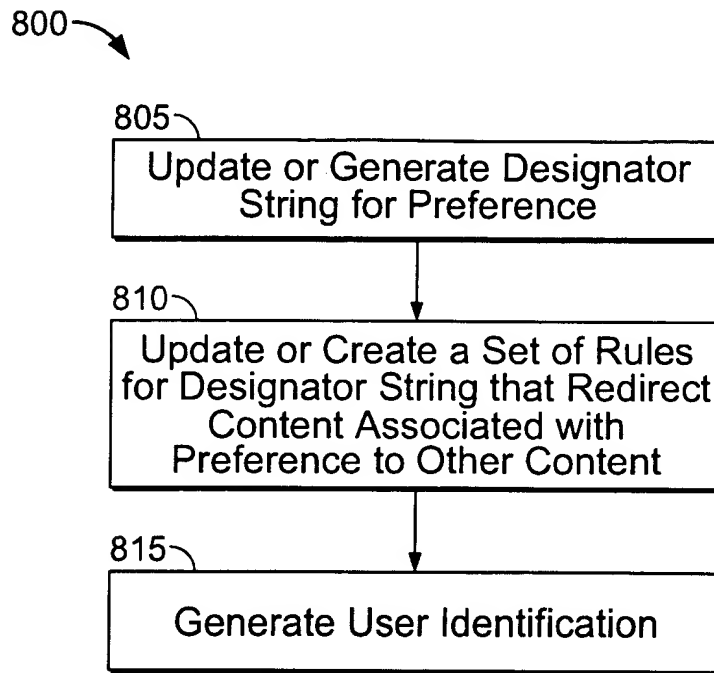 800
805
Update or Generate Designator
String for Preference
810
Update or Create a Set of Rules
for Designator String that Redirect
Content Associated with
Preference to Other Content
815
Generate User Identification